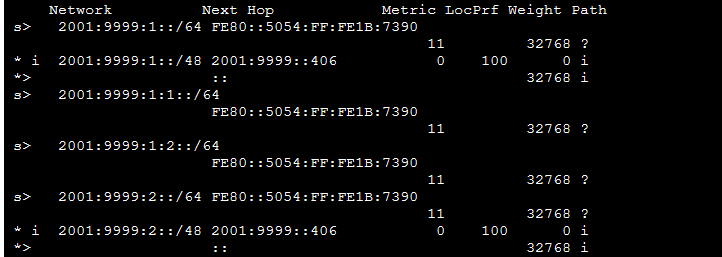 Network Next Hop Metric LocPrf Weight Path
s> 2001:9999:1::/64 FE80::5054:FF:FE1B:7390
11 32768 ?
* i 2001:9999:1::/48 2001:9999::406 0 100 0 i
*> :: 32768 i
s> 2001:9999:1:1::/64
FE80::5054:FF:FE1B:7390
11 32768 ?
s> 2001:9999:1:2::/64
FE80::5054:FF:FE1B:7390
11 32768 ?
s> 2001:9999:2::/64 FE80::5054:FF:FE1B:7390
11 32768 ?
* i 2001:9999:2::/48 2001:9999::406 0 100 0 i
*> :: 32768 i